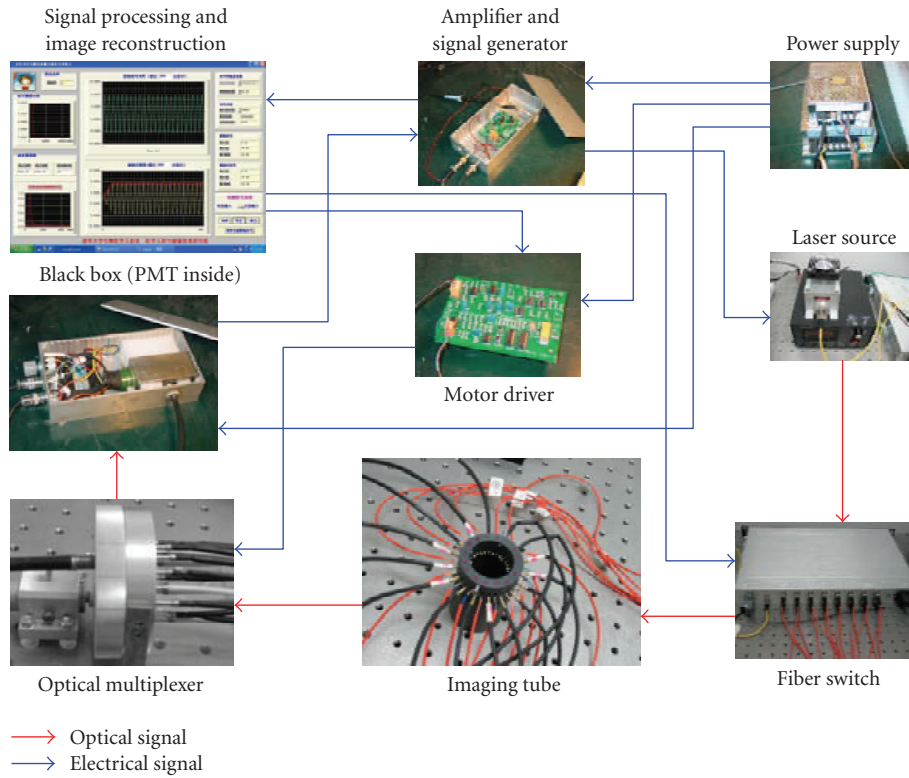 Signal processing and
image reconstruction
Amplifier and
signal generator
Power supply
Laser source
Black box (PMT inside)
Motor driver
Optical multiplexer
Imaging tube
Fiber switch
Optical signal
Electrical signal